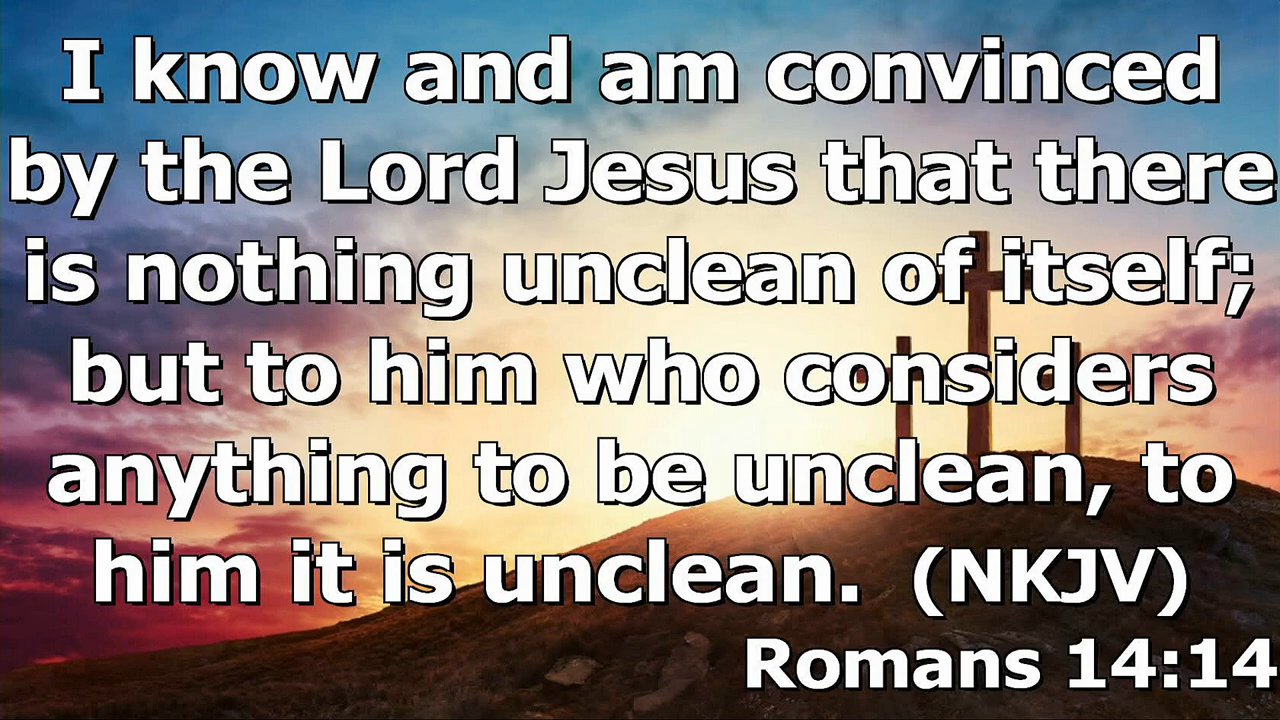 I know and am convinced
by the Lord Jesus that there
is nothing unclean of itself;
but to him who considers
anything to be unclean, to
him it is unclean. (NKJV)
Romans 14:14